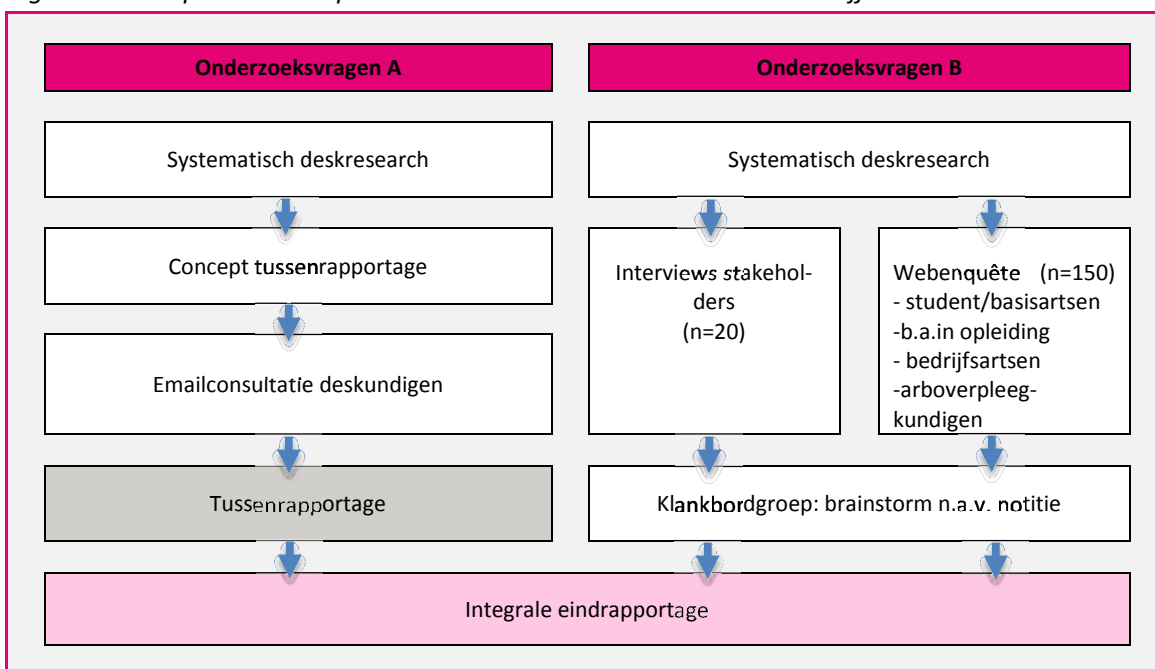 Onderzoeksvragen A
Onderzoeksvragen B
Systematisch deskresearch
Systematisch deskresearch
Concept tussenrapportage
Interviews stakehol-
ders
(n=20)
Webenquête (n=150)
- student/basisartsen
-b.a.in opleiding
- bedrijfsartsen
-arboverpleeg-
kundigen
Emailconsultatie deskundigen
Tussenrapportage
Klankbordgroep: brainstorm n.a.v. notitie
Integrale eindrapportage